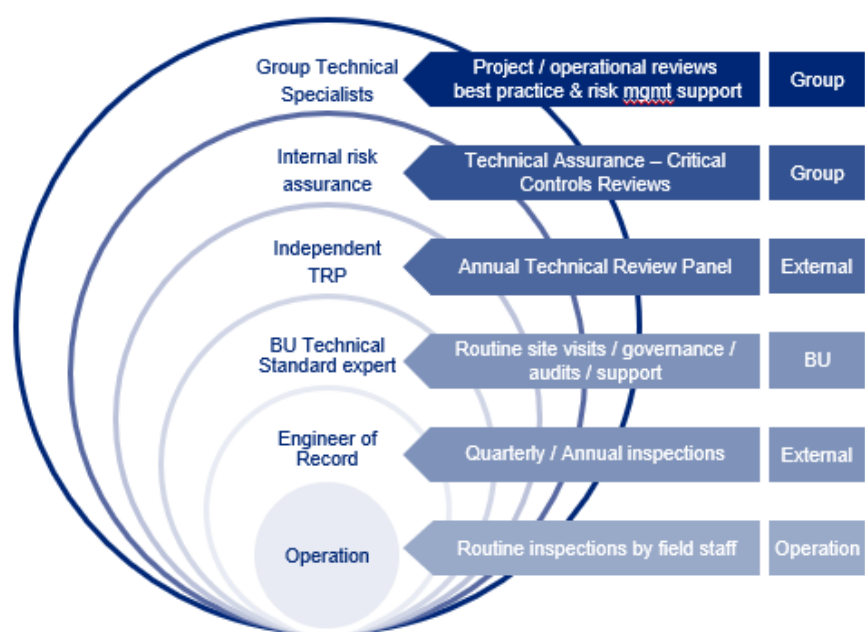 Group Technical
Specialists
Project / operational reviews
best practice & risk mgmt support
Group
Internal risk
assurance
Technical Assurance – Critical
Controls Reviews
Group
Independent
TRP
Annual Technical Review Panel
External
BU Technical
Standard expert
Routine site visits / governance /
audits / support
BU
Engineer of
Record
Quarterly / Annual inspections
External
Operation
Routine inspections by field staff
Operation